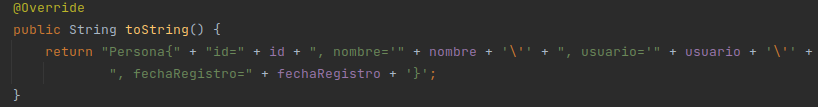 @Override
public String toString() {
    return "Persona{" + "id=" + id + ", nombre='" + nombre + '\'' + ", usuario='" + usuario + '\'' +
            ", fechaRegistro=" + fechaRegistro + '}';
}